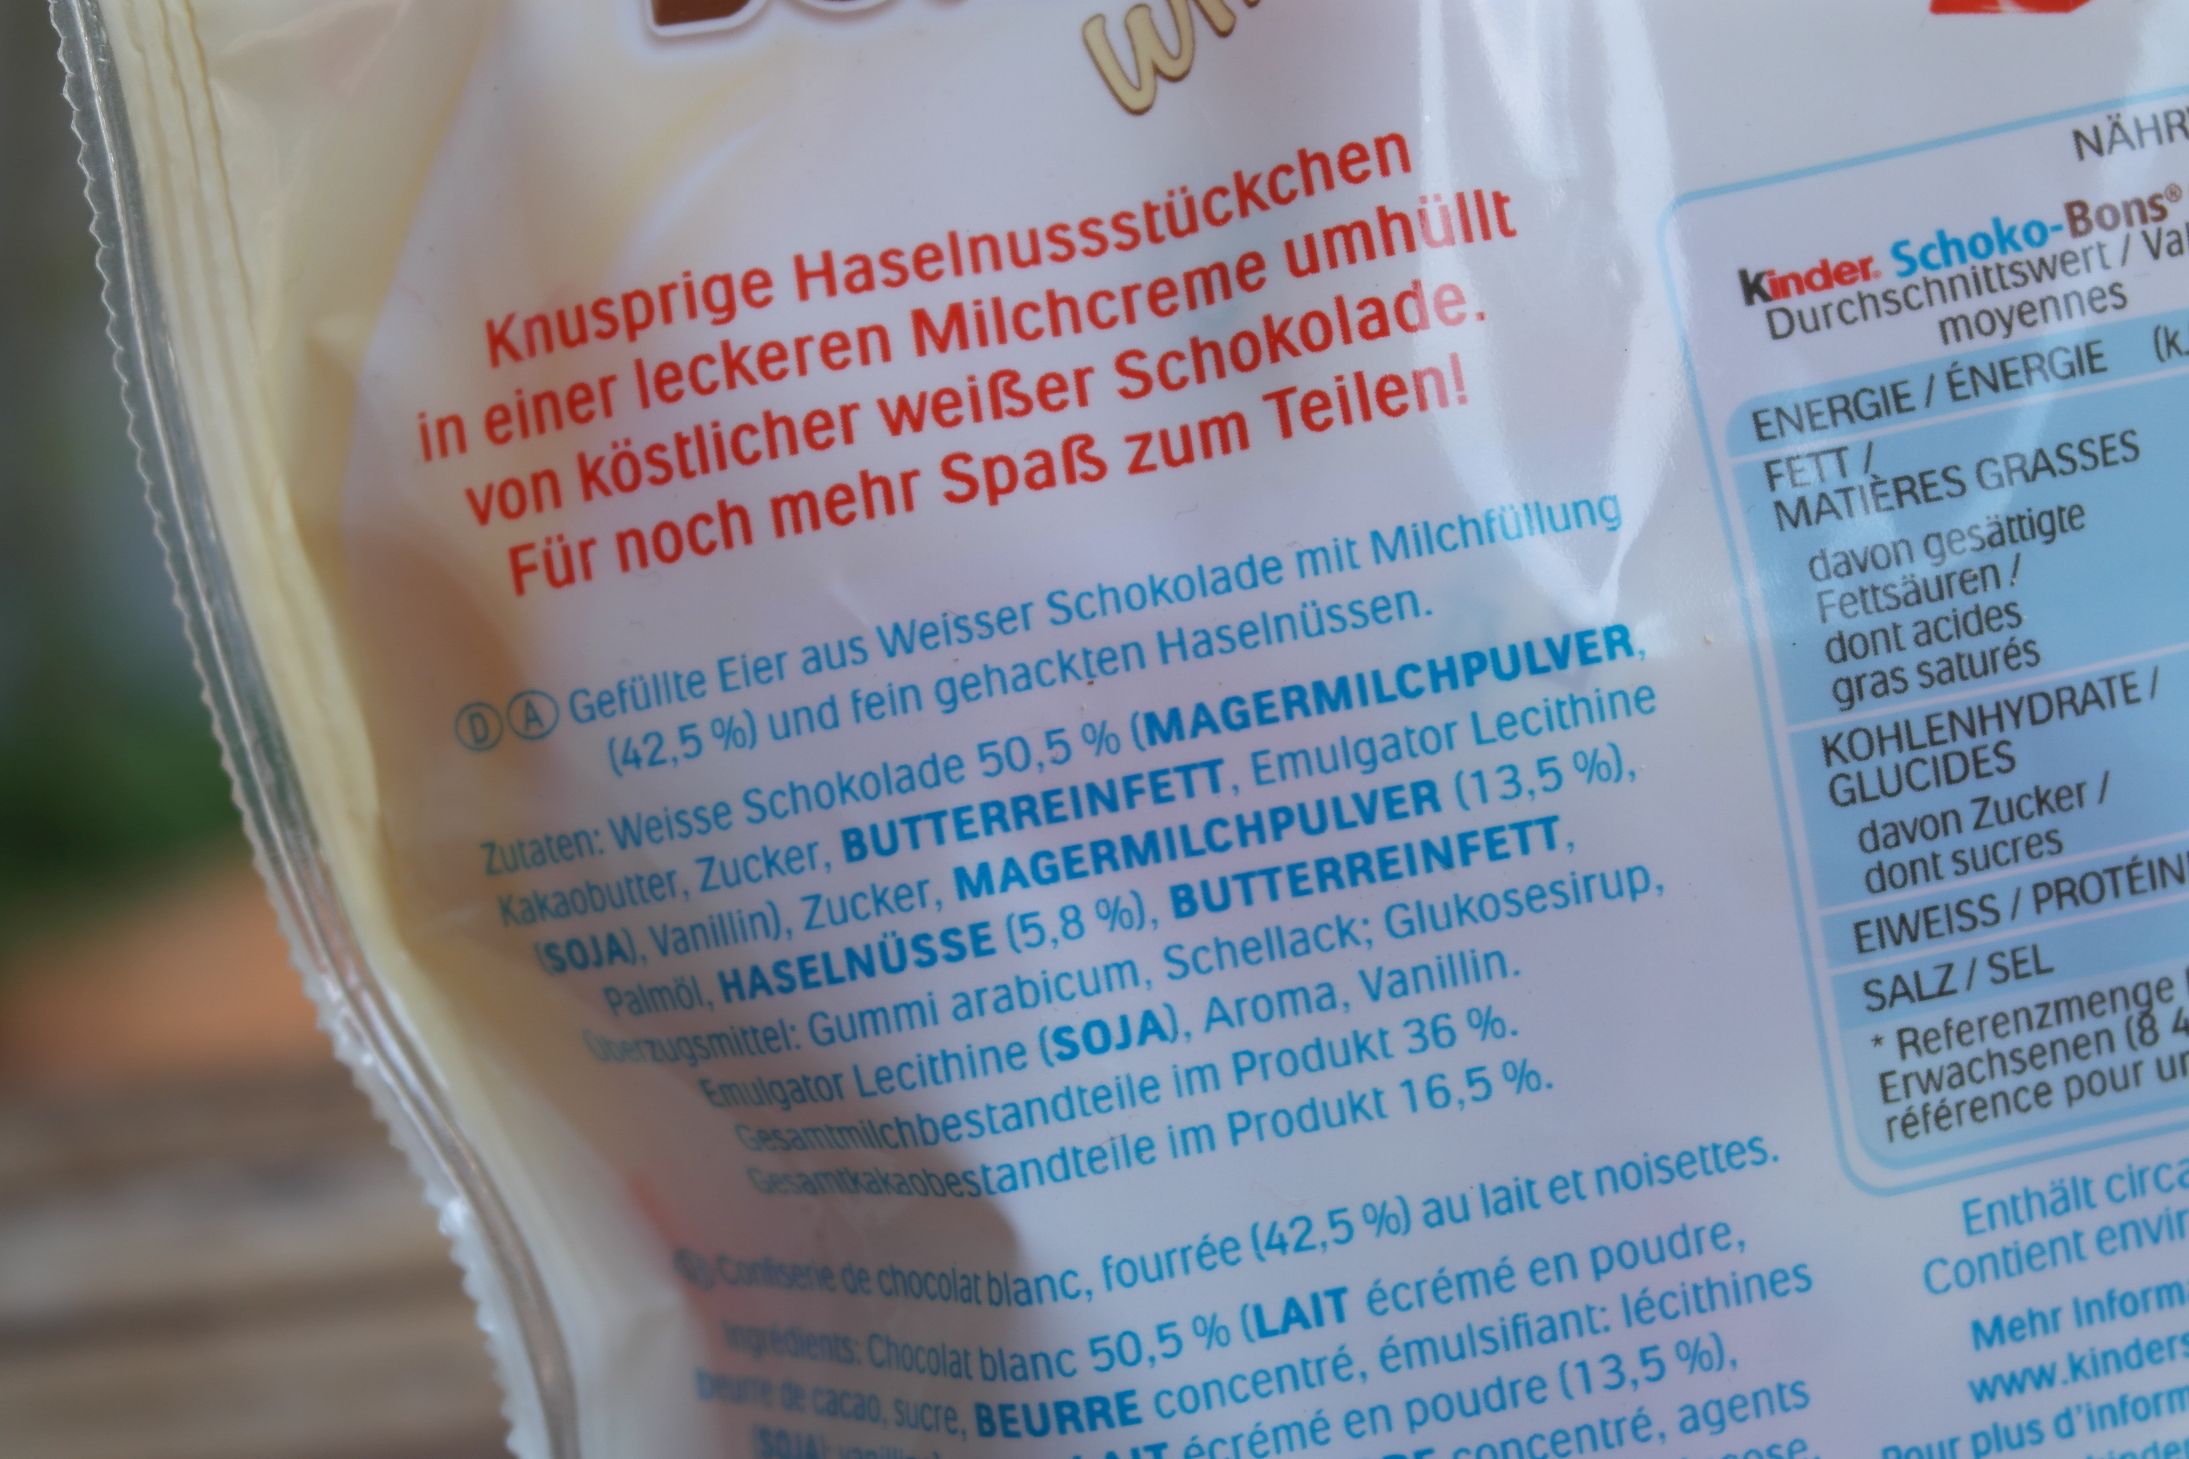 Knusprige Haselnussstückchen
in einer leckeren Milchcreme umhüllt
von köstlicher weißer Schokolade.
Für noch mehr Spaß zum Teilen!
D A Gefüllte Eier aus Weisser Schokolade mit Milchfüllung
(42,5 %) und fein gehackten Haselnüssen.
Zutaten: Weisse Schokolade 50,5 % (MAGERMILCHPULVER,
Kakaobutter, Zucker, BUTTERREINFETT, Emulgator Lecithine
(SOJA), Vanillin), Zucker, MAGERMILCHPULVER (13,5 %),
Palmöl, HASELNÜSSE (5,8 %), BUTTERREINFETT,
Überzugsmittel: Gummi arabicum, Schellack; Glukosesirup,
Emulgator Lecithine (SOJA), Aroma, Vanillin.
Gesamtmilchbestandteile im Produkt 36 %.
Gesamtkakaobestandteile im Produkt 16,5 %.
Confiserie de chocolat blanc, fourrée (42,5 %) au lait et noisettes.
Ingrédients: Chocolat blanc 50,5 % (LAIT écrémé en poudre,
beurre de cacao, sucre, BEURRE concentré, émulsifiant: lécithines
(SOJA), écrémé en poudre (13,5 %),
concentré, agents
NÄHR
kinder Schoko-Bons®
Durchschnittswert / Va
moyennes
ENERGIE / ÉNERGIE (k
FETT /
MATIÈRES GRASSES
davon gesättigte
Fettsäuren /
dont acides
gras saturés
KOHLENHYDRATE /
GLUCIDES
davon Zucker /
dont sucres
EIWEISS / PROTÉIN
SALZ / SEL
* Referenzmenge
Erwachsenen (8 4
référence pour un
Enthält circa
Contient envir
Mehr Inform
www.kinders
Pour plus d'inform